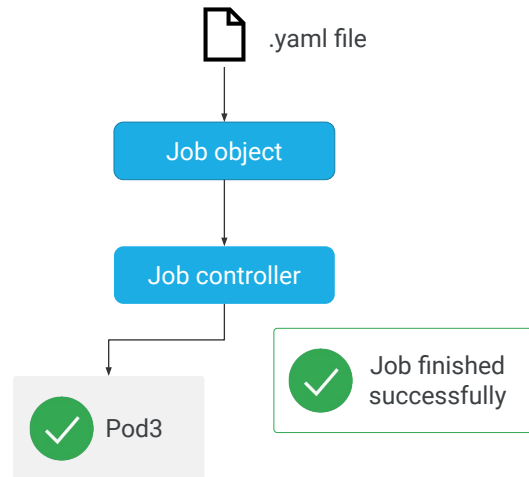 .yaml file
Job object
Job controller
Job finished
successfully
Pod3